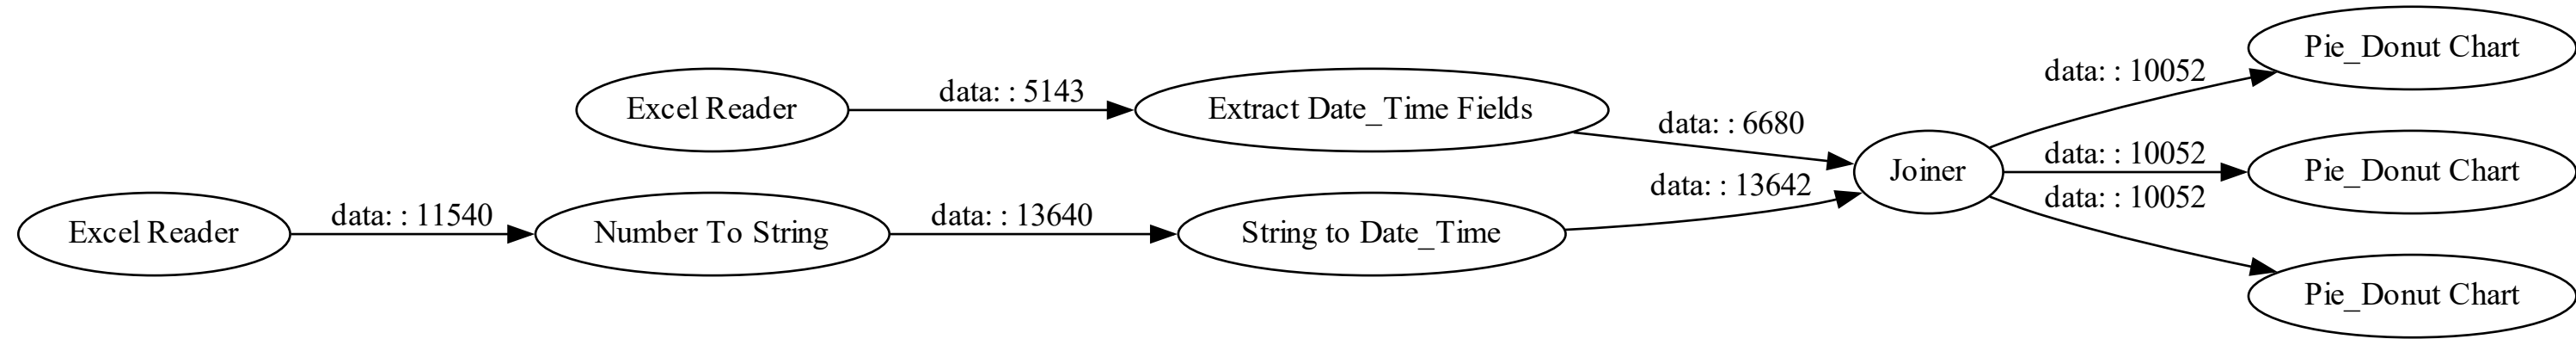 Excel Reader
data: : 5143
Extract Date_Time Fields
data: : 6680
Excel Reader
data: : 11540
Number To String
data: : 13640
String to Date_Time
data: : 13642
Joiner
data: : 10052
Pie_Donut Chart
data: : 10052
Pie_Donut Chart
data: : 10052
Pie_Donut Chart